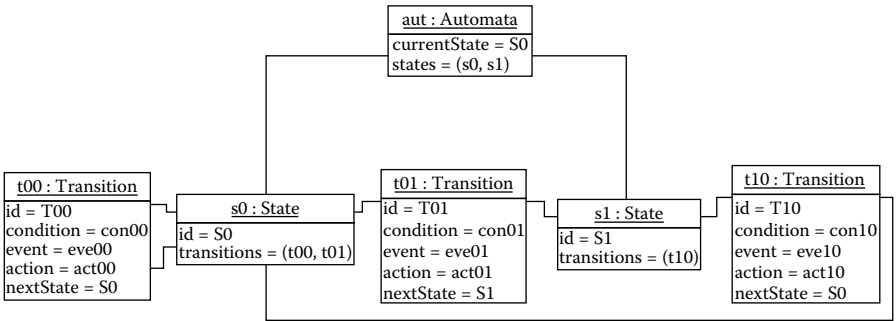 aut : Automata
currentState = S0
states = (s0, s1)
t00 : Transition
id = T00
condition = con00
event = eve00
action = act00
nextState = S0
s0 : State
id = S0
transitions = (t00, t01)
t01 : Transition
id = T01
condition = con01
event = eve01
action = act01
nextState = S1
s1 : State
id = S1
transitions = (t10)
t10 : Transition
id = T10
condition = con10
event = eve10
action = act10
nextState = S0